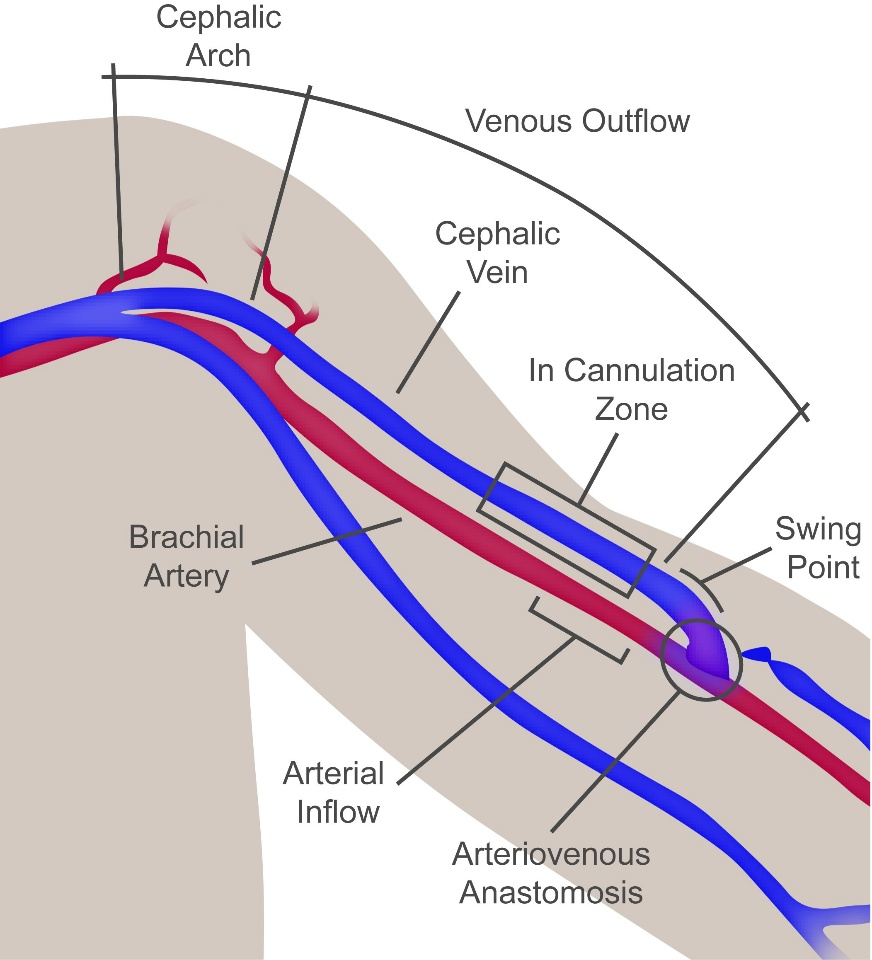 Cephalic
Arch
Venous Outflow
Cephalic
Vein
In Cannulation
Zone
Swing
Point
Brachial
Artery
Arterial
Inflow
Arteriovenous
Anastomosis